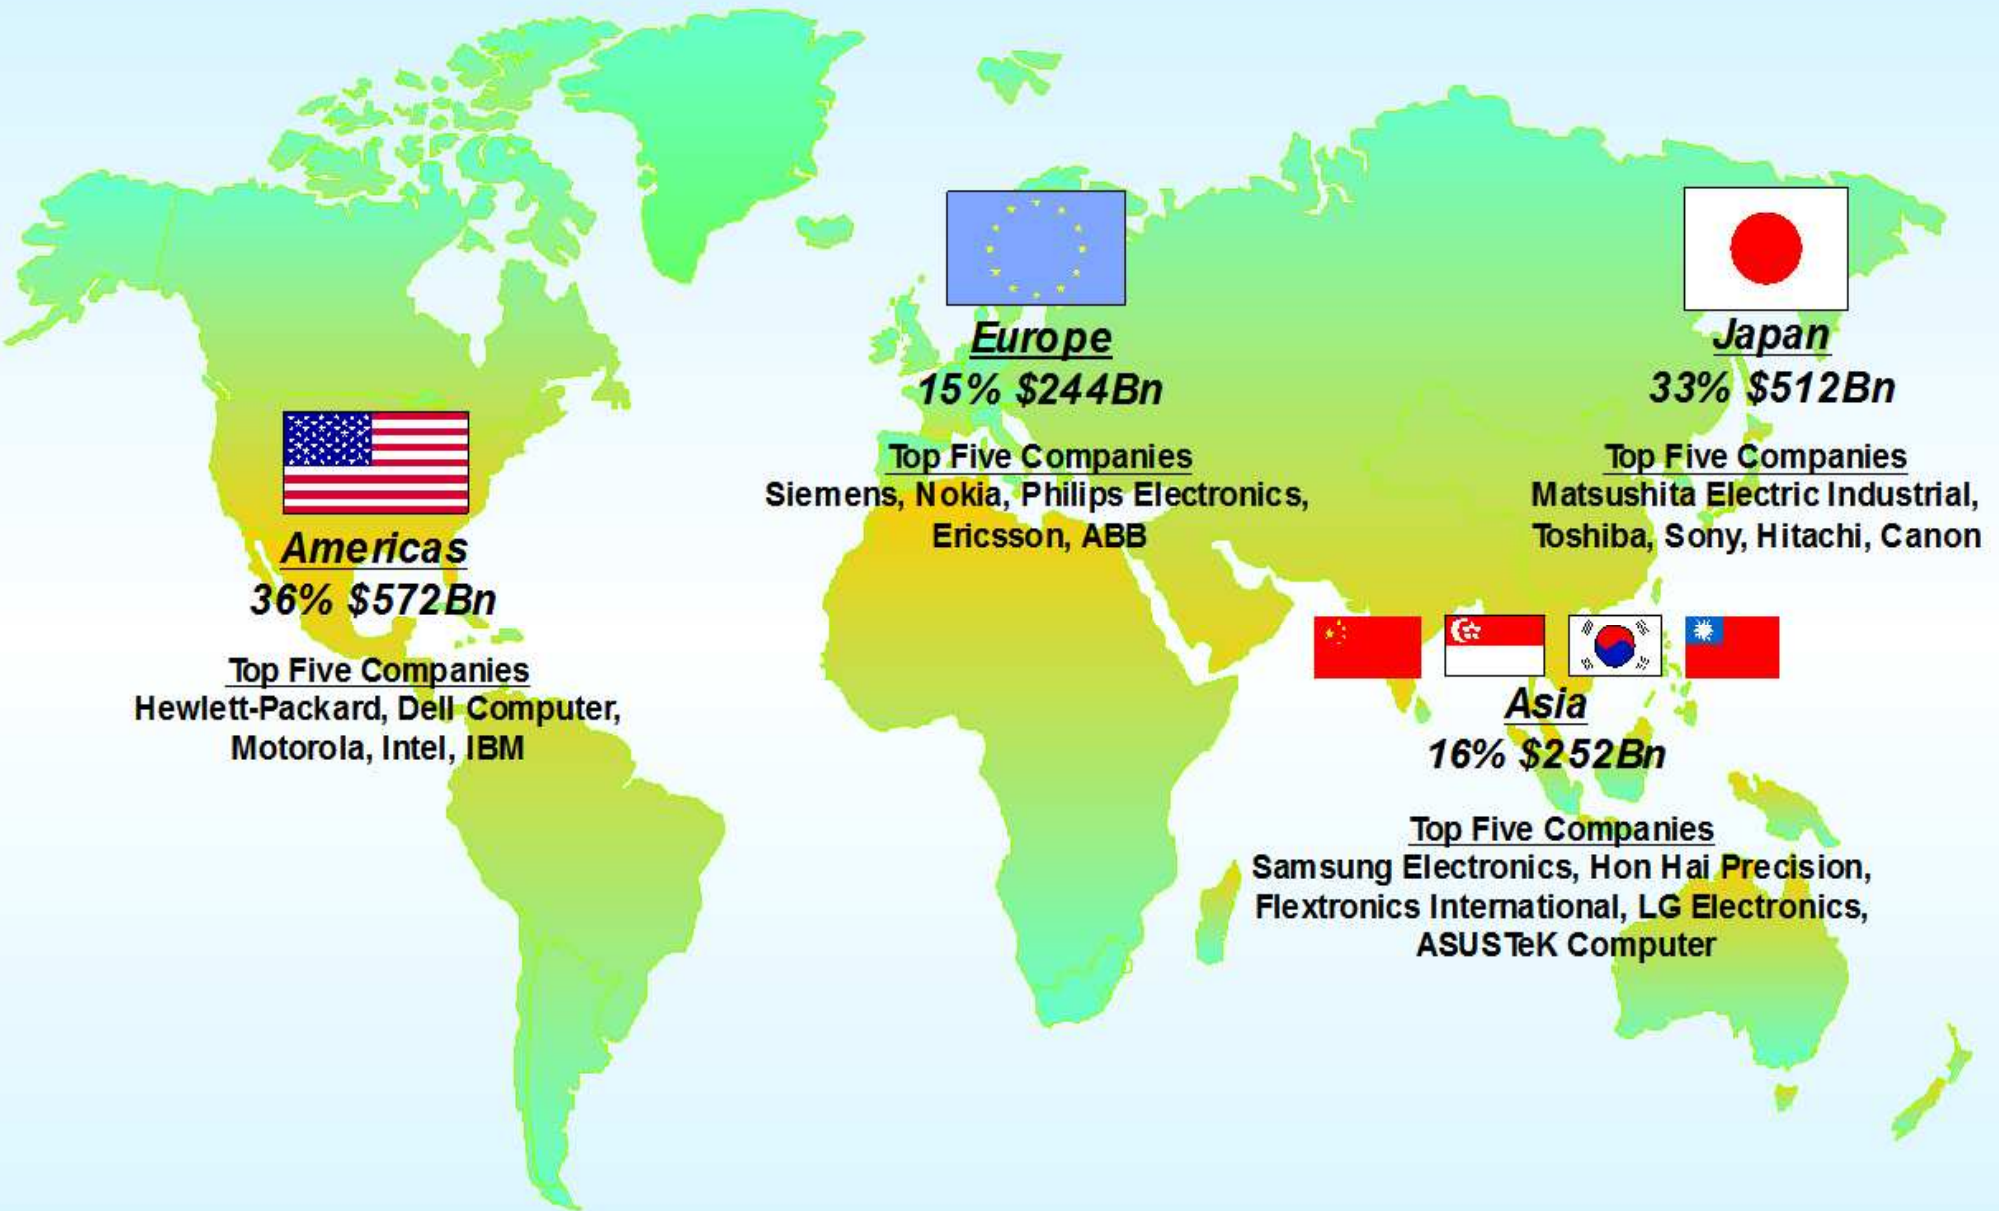 Americas
36% $572Bn
Top Five Companies
Hewlett-Packard, Dell Computer,
Motorola, Intel, IBM
Europe
15% $244Bn
Top Five Companies
Siemens, Nokia, Philips Electronics,
Ericsson, ABB
Japan
33% $512Bn
Top Five Companies
Matsushita Electric Industrial,
Toshiba, Sony, Hitachi, Canon
Asia
16% $252Bn
Top Five Companies
Samsung Electronics, Hon Hai Precision,
Flextronics International, LG Electronics,
ASUSTeK Computer